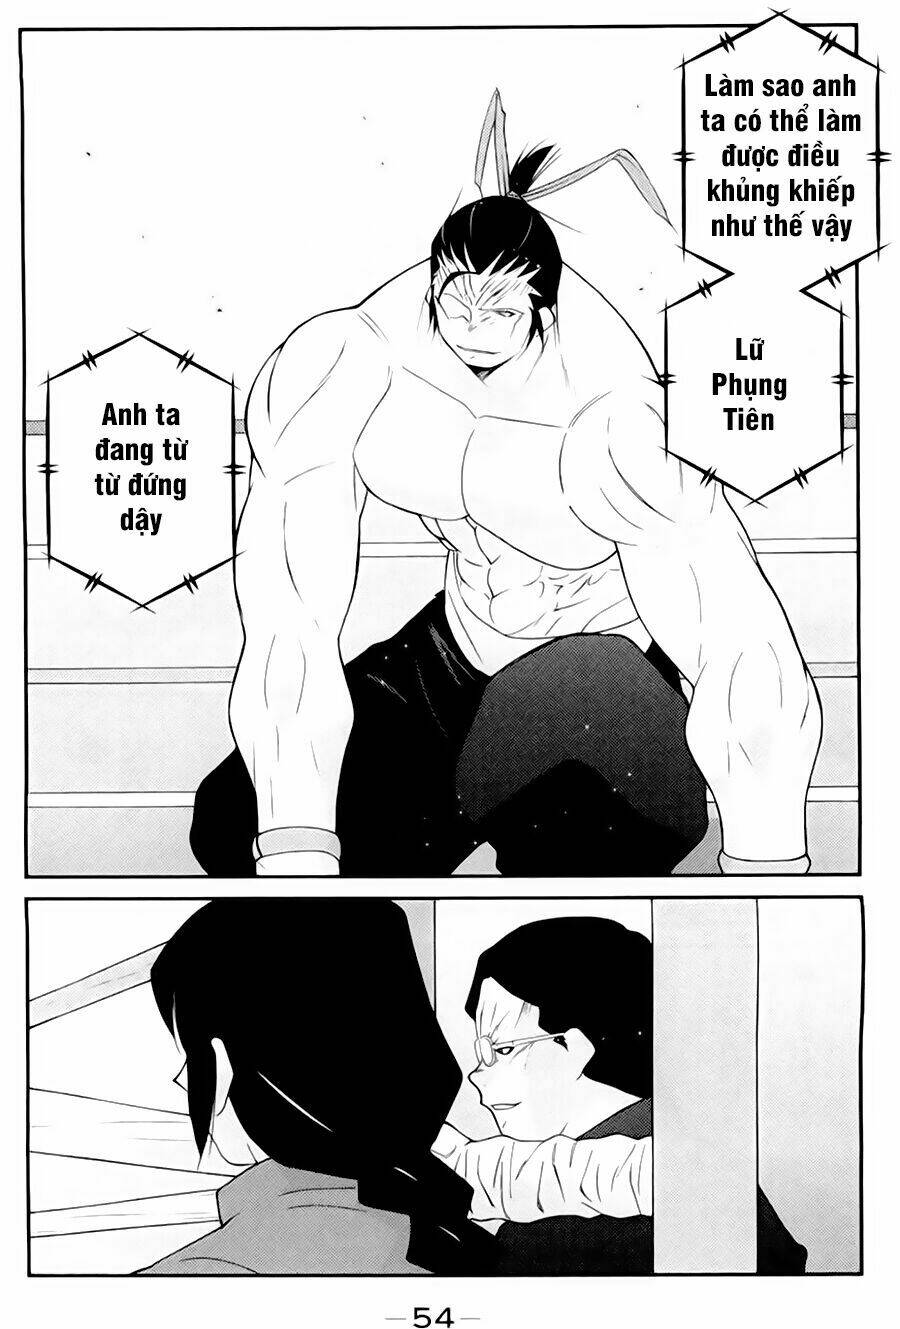 Làm sao anh
ta có thể làm
được điều
khủng khiếp
như thế vậy
Lữ
Phụng
Tiên
Anh ta
đang từ
từ đứng
dậy
—54—